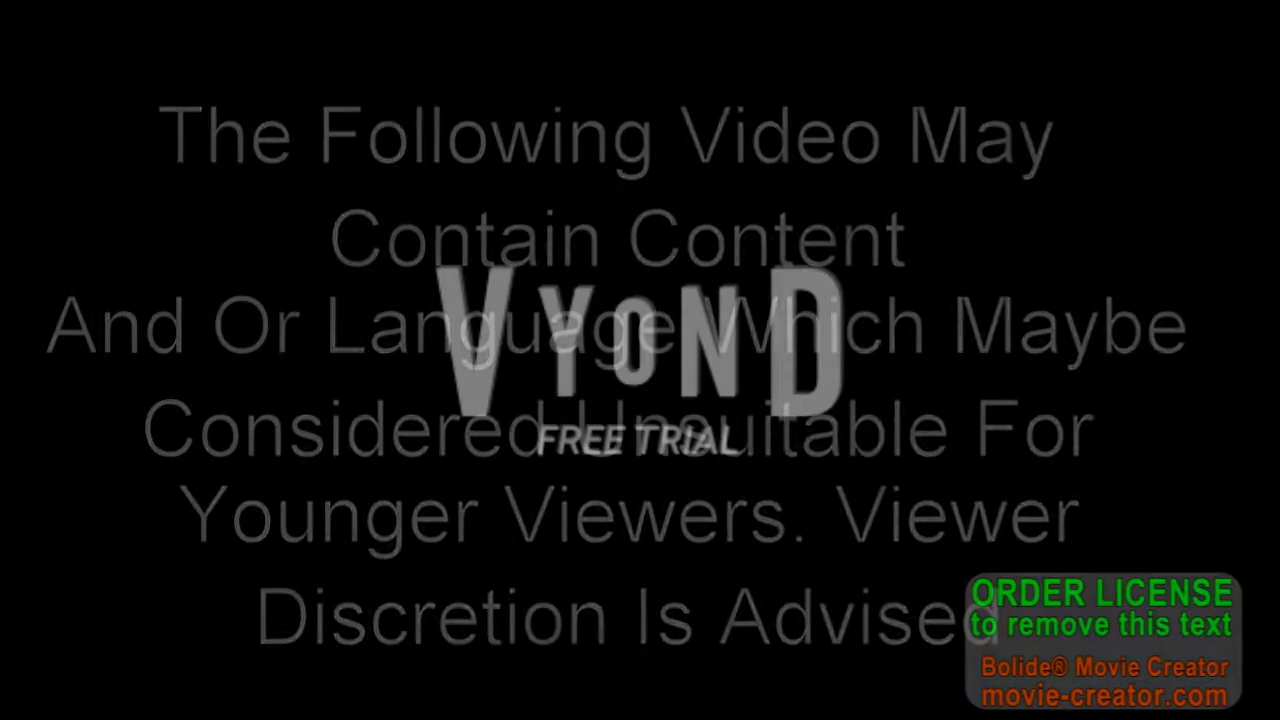 The Following Video May
Contain Content
And Or Language Which Maybe
Considered Unsuitable For
Younger Viewers. Viewer
Discretion Is Advised
VYOND
FREE TRIAL
ORDER LICENSE
to remove this text
Bolide® Movie Creator
movie-creator.com